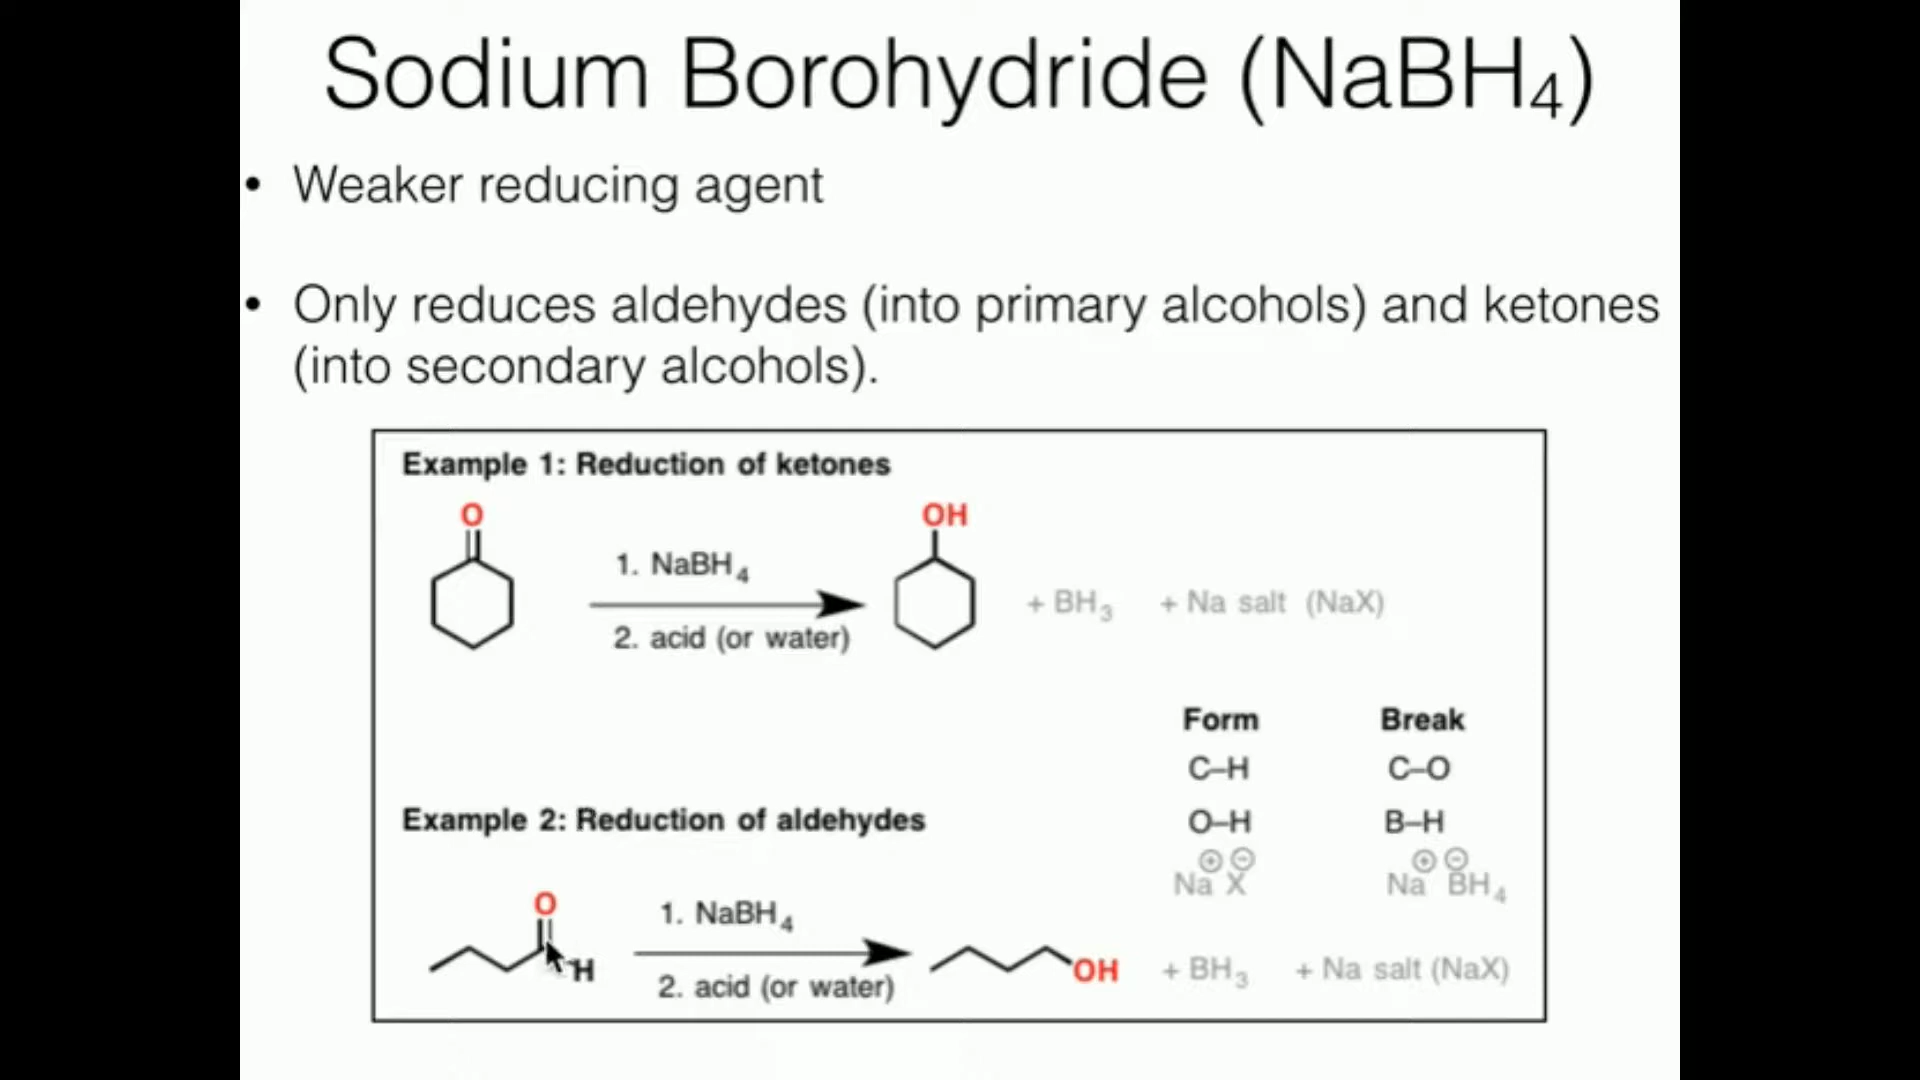 Sodium Borohydride (NaBH4)
• Weaker reducing agent
• Only reduces aldehydes (into primary alcohols) and ketones
(into secondary alcohols).
Example 1: Reduction of ketones
O
1. NaBH4
2. acid (or water)
OH
+ BH3 + Na salt (NaX)
Form Break
C–H C–O
O–H B–H
Na⊕ X⊖ Na⊕ BH4⊖
Example 2: Reduction of aldehydes
O
H
1. NaBH4
2. acid (or water)
OH
+ BH3 + Na salt (NaX)